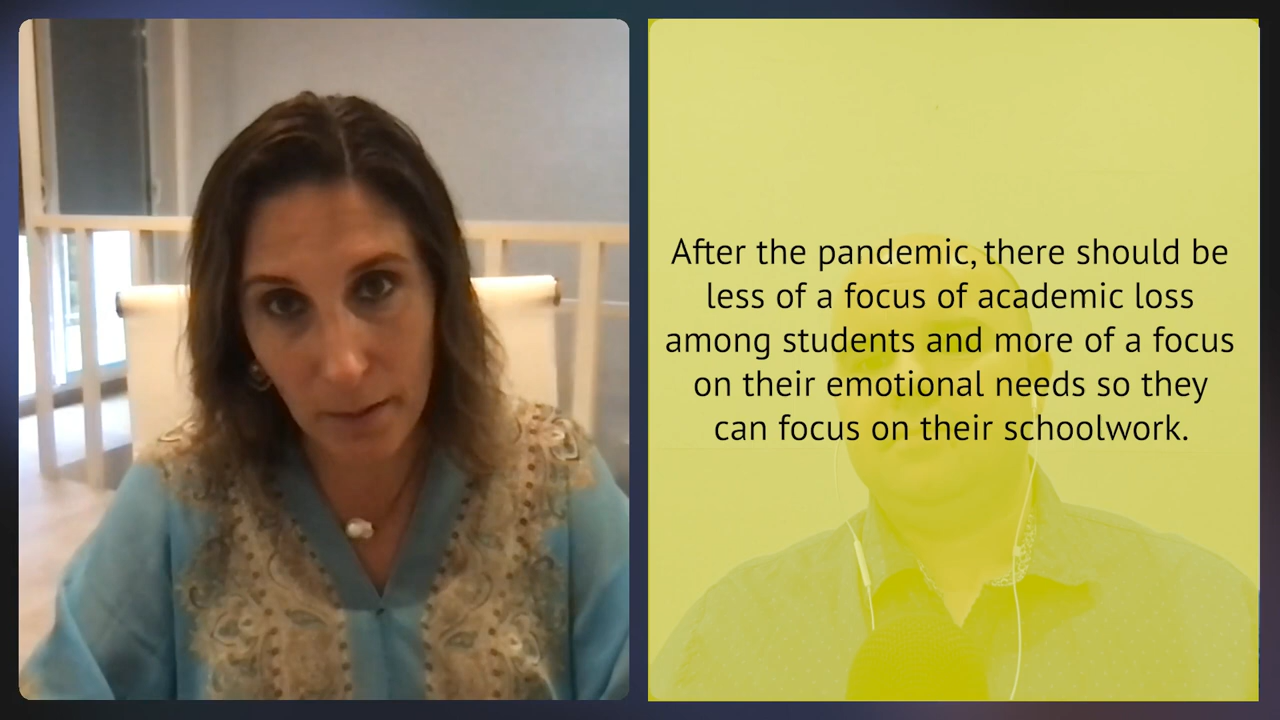 After the pandemic, there should be
less of a focus of academic loss
among students and more of a focus
on their emotional needs so they
can focus on their schoolwork.